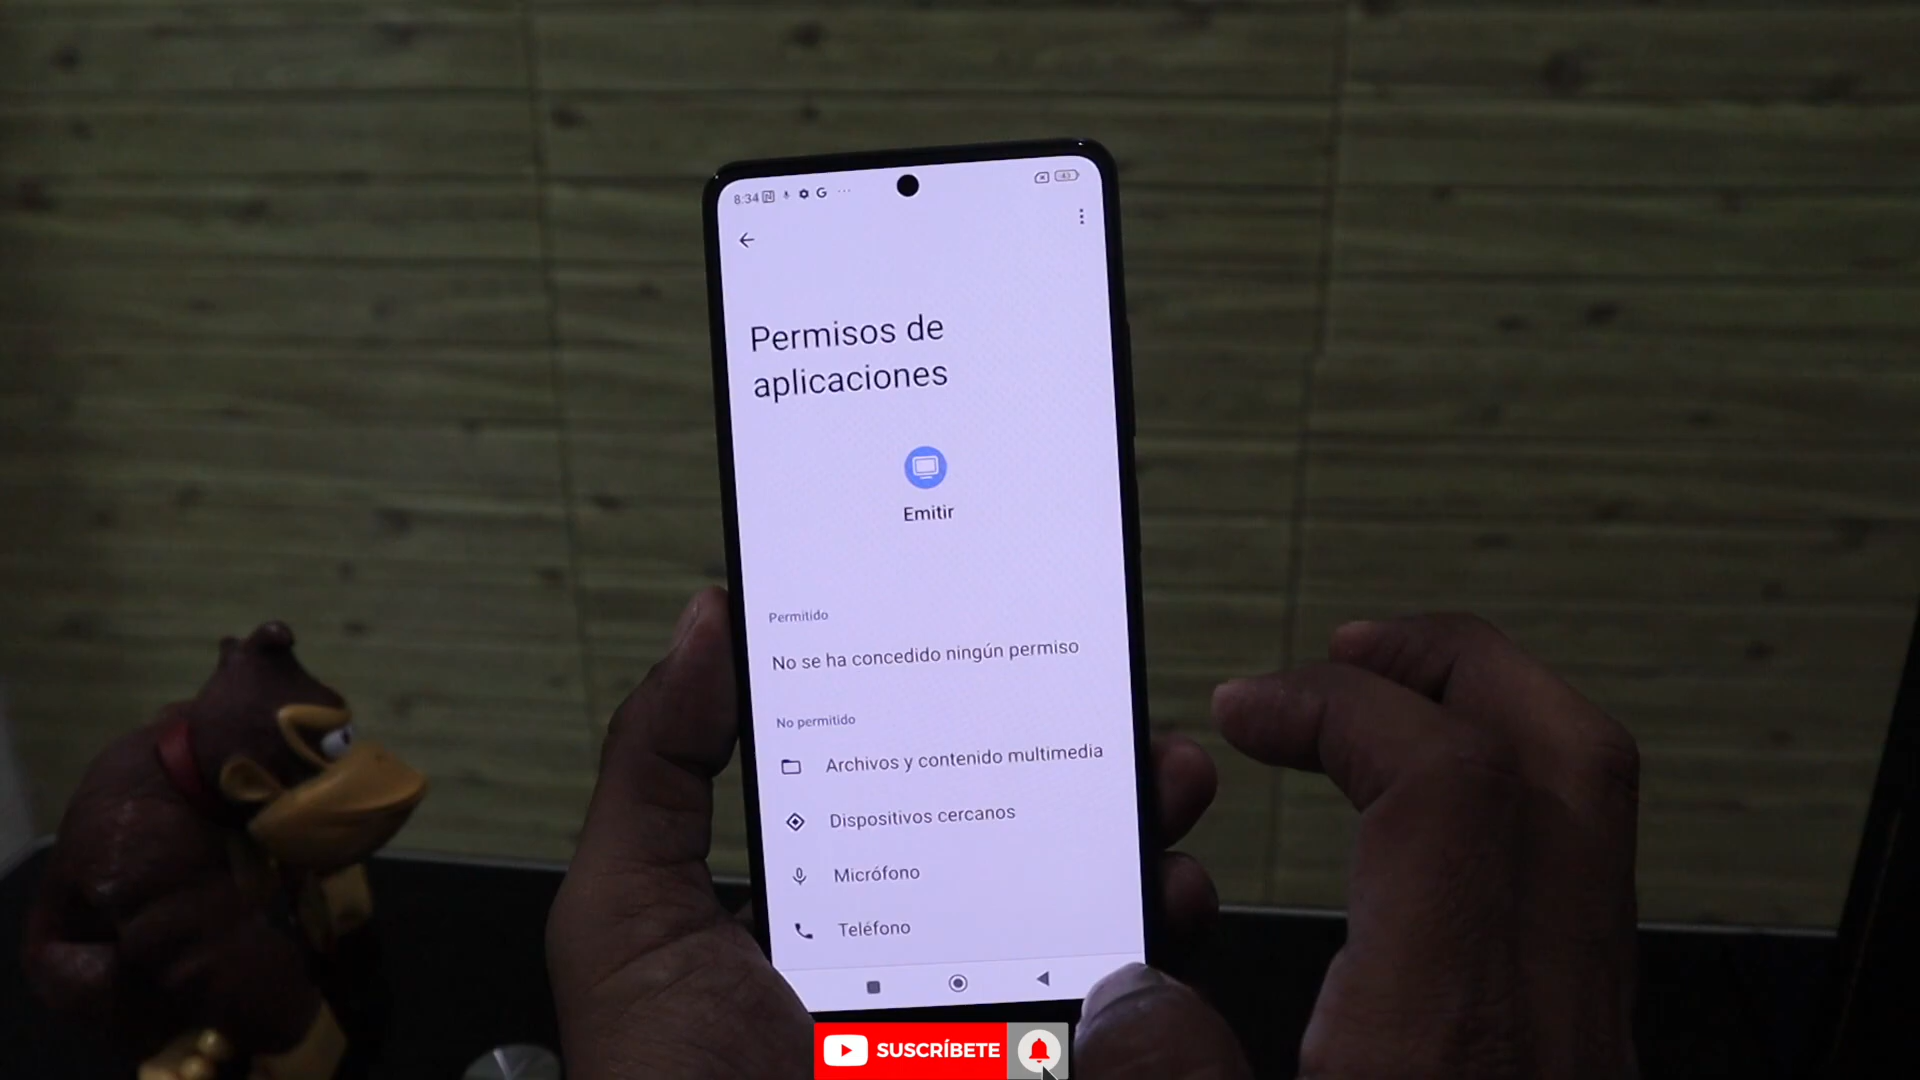 8:34
Permisos de
aplicaciones
Emitir
Permitido
No se ha concedido ningún permiso
No permitido
Archivos y contenido multimedia
Dispositivos cercanos
Micrófono
Teléfono
SUSCRÍBETE